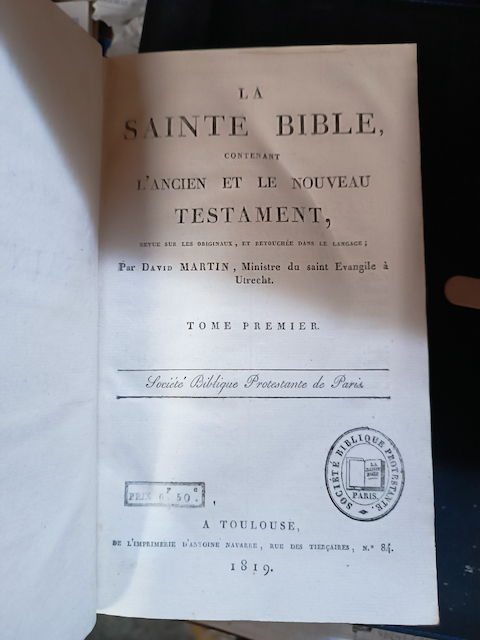 LA
SAINTE BIBLE,
CONTENANT
L'ANCIEN ET LE NOUVEAU
TESTAMENT,
REVUE SUR LES ORIGINAUX, ET RETOUCHÉE DANS LE LANGAGE;
Par DAVID MARTIN, Ministre du saint Evangile à
Utrecht.
TOME PREMIER.
Société Biblique Protestante de Paris.
SOCIÉTÉ BIBLIQUE PROTESTANTE.
LA
SAINTE
BIBLE
PARIS.
F C
PRIX 6. 50.
A TOULOUSE,
DE L'IMPRIMERIE D'ANTOINE NAVARRE, RUE DES TIERÇAIRES, N.º 84.
1819.